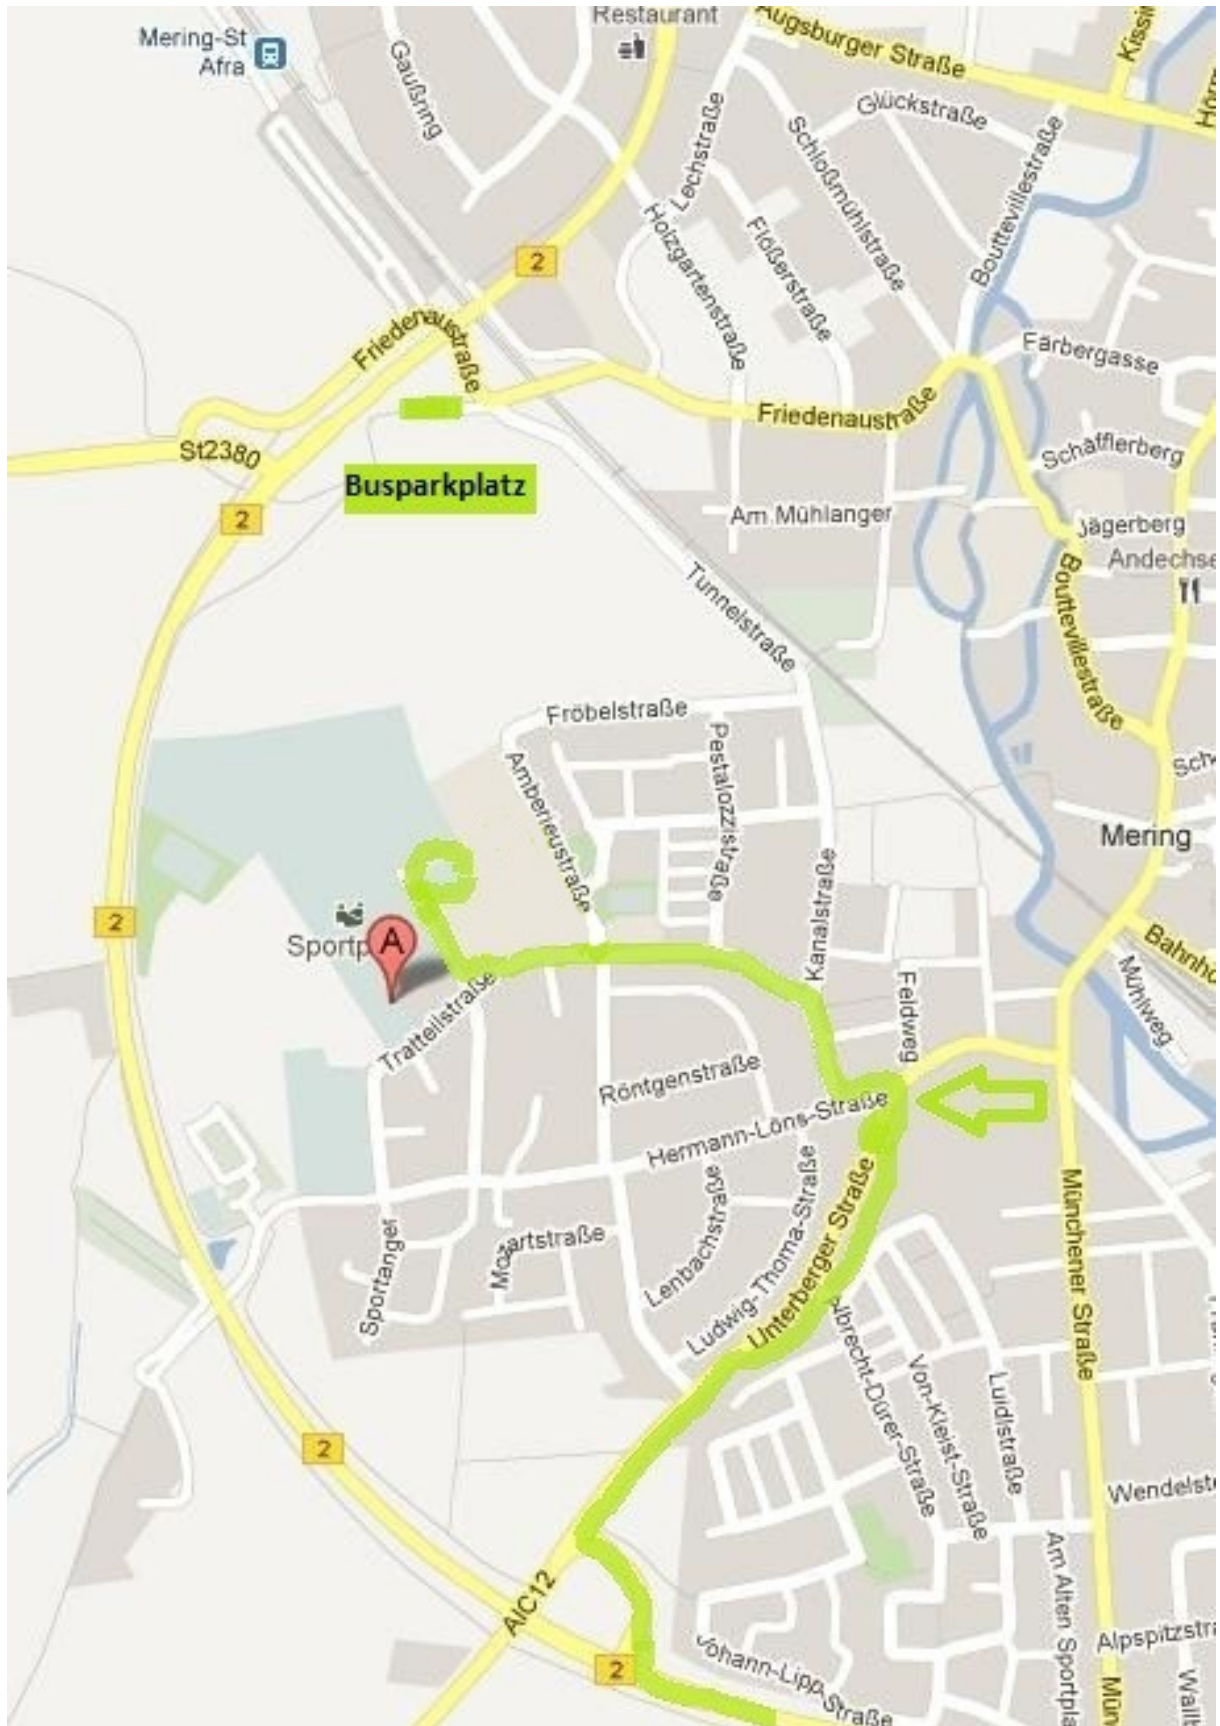 Restaurant
Mering-St
Afra
Augsburger Straße
Gaußring
Glückstraße
Lechstraße
Schloßmühlstraße
Bouttevillestraße
Holzgartenstraße
Floßerstraße
2
Friedenaustraße
Färbergasse
Friedenaustraße
St2380
Schäfflerberg
Busparkplatz
2
Am Mühlanger
Jägerberg
Andechse
Bouttevillestraße
Tunnelstraße
Fröbelstraße
Pestalozzistraße
Amberieustraße
Mering
Kanalstraße
2
Sportp
A
Feldweg
Mühlweg
Tratteilstraße
Röntgenstraße
Hermann-Löns-Straße
Münchener Straße
Lenbachstraße
Ludwig-Thoma-Straße
Unterberger Straße
Mozartstraße
Sportanger
Albrecht-Dürer-Straße
Von-Kleist-Straße
Luidlstraße
2
Wendelste
Am Alten Sportpla
AIC12
Alpspitzstra
2
Johann-Lipp-Straße
Mün